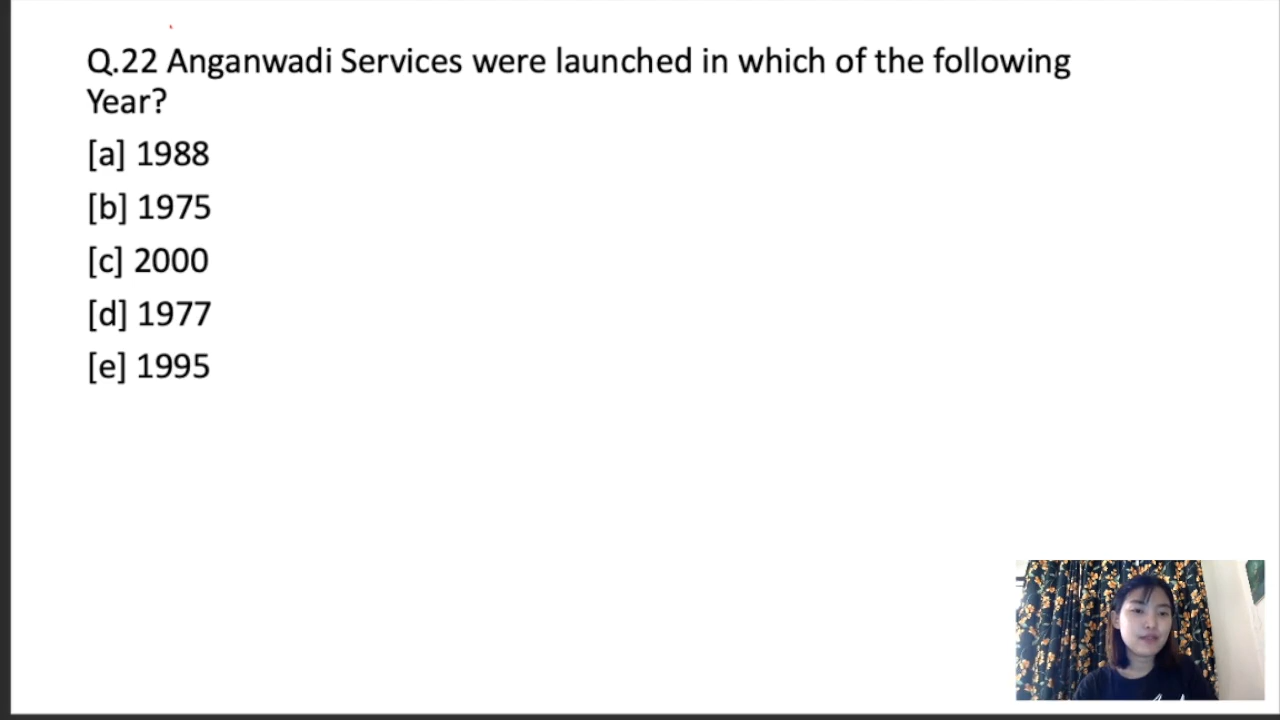 Q.22 Anganwadi Services were launched in which of the following
Year?
[a] 1988
[b] 1975
[c] 2000
[d] 1977
[e] 1995